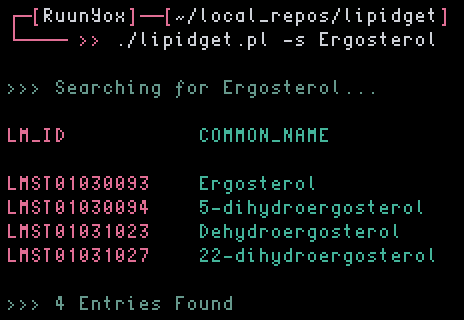 ┌─[RuunYox]──[~/local_repos/lipidget]
└──── >> ./lipidget.pl -s Ergosterol
>>> Searching for Ergosterol...
LM_ID COMMON_NAME
LMST01030093 Ergosterol
LMST01030094 5-dihydroergosterol
LMST01031023 Dehydroergosterol
LMST01031027 22-dihydroergosterol
>>> 4 Entries Found